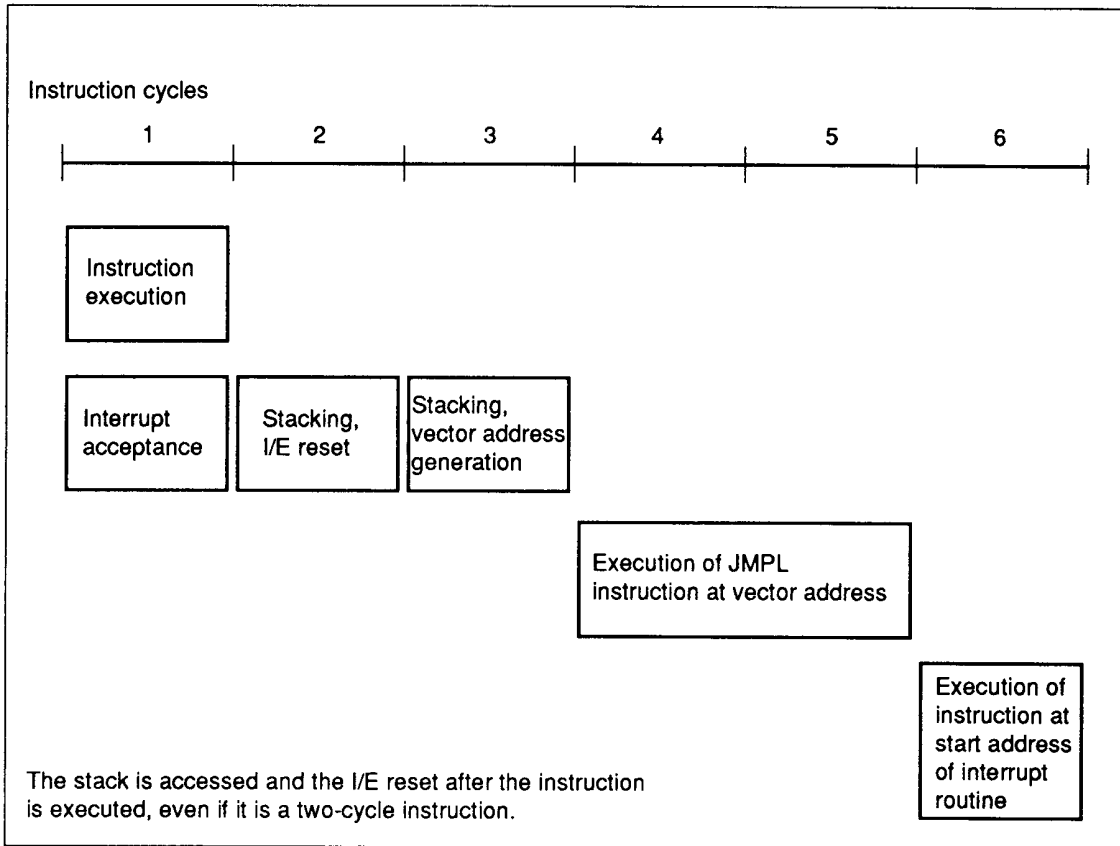 Instruction cycles
1 2 3 4 5 6
Instruction
execution
Interrupt
acceptance
Stacking,
I/E reset
Stacking,
vector address
generation
Execution of JMPL
instruction at vector address
Execution of
instruction at
start address
of interrupt
routine
The stack is accessed and the I/E reset after the instruction
is executed, even if it is a two-cycle instruction.